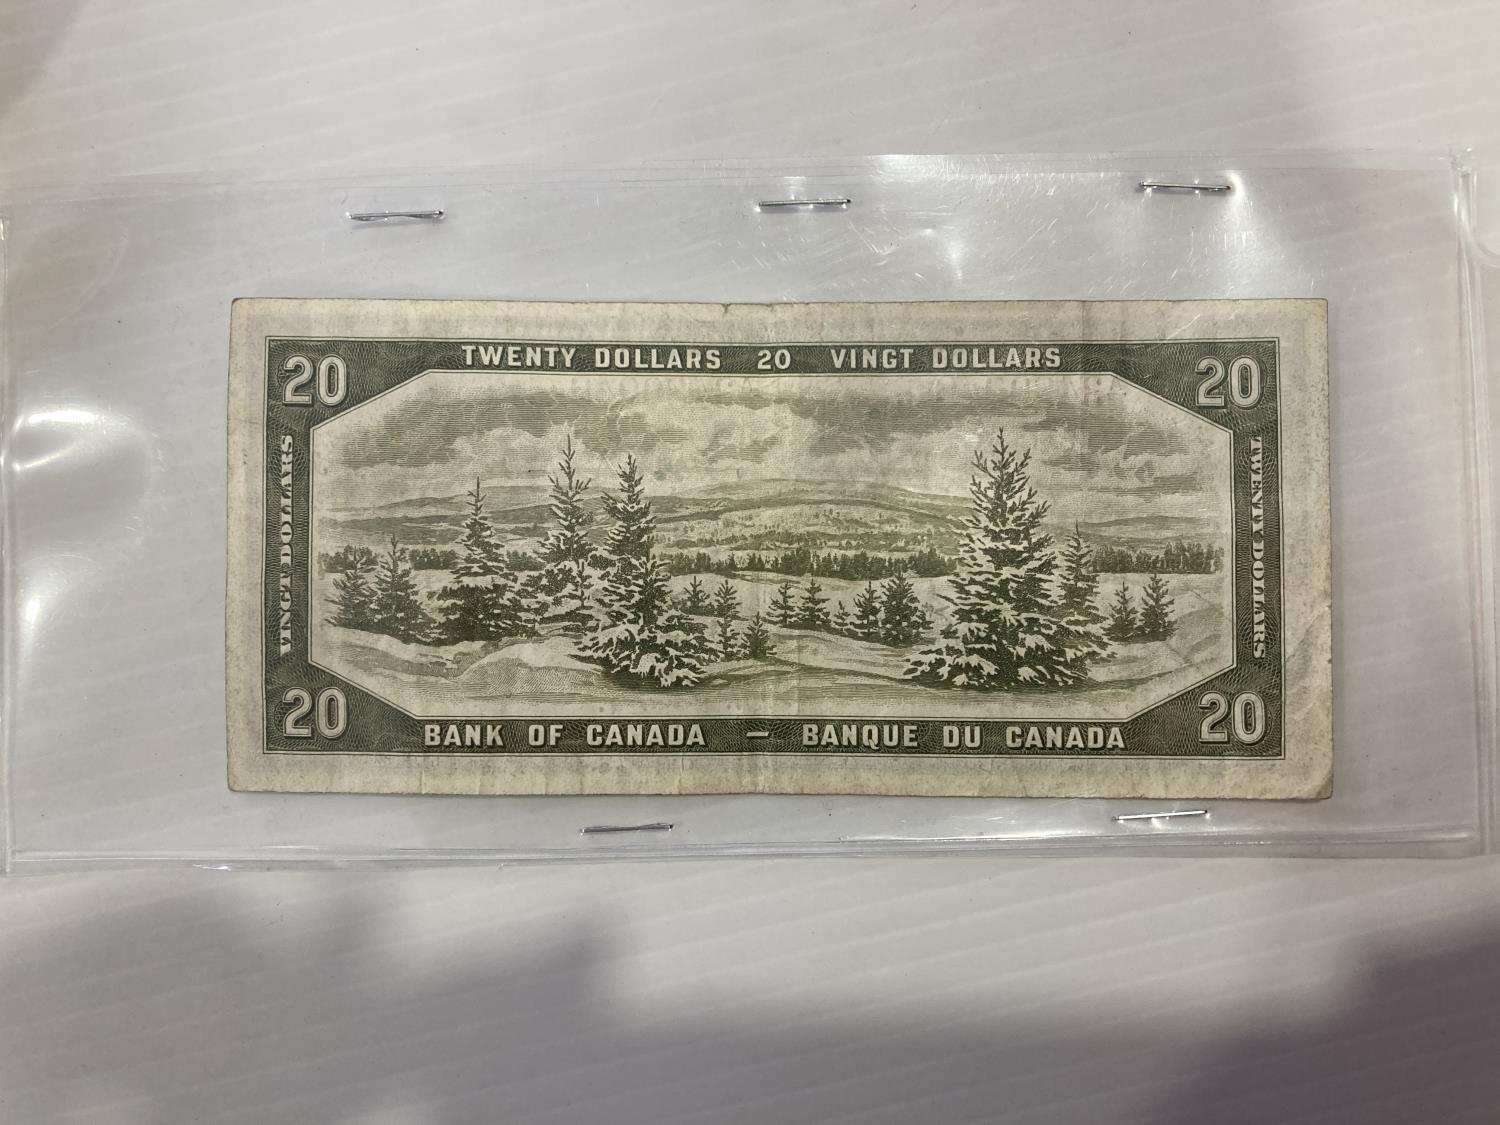 TWENTY DOLLARS 20 VINGT DOLLARS
20
20
VINGT DOLLARS
TWENTY DOLLARS
20
20
BANK OF CANADA — BANQUE DU CANADA